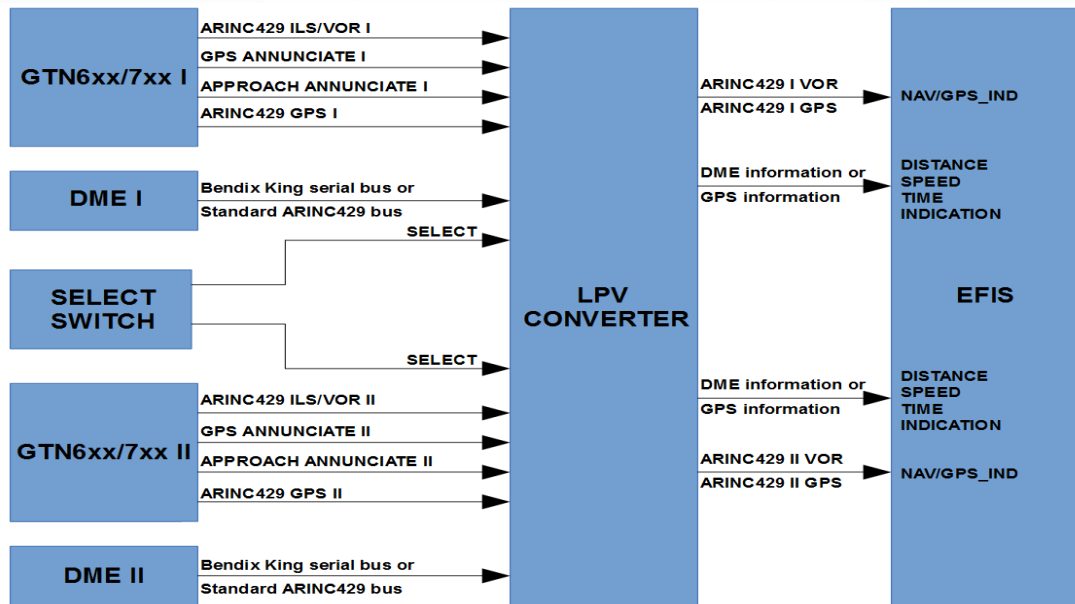 GTN6xx/7xx I
ARINC429 ILS/VOR I
GPS ANNUNCIATE I
APPROACH ANNUNCIATE I
ARINC429 GPS I
DME I
Bendix King serial bus or
Standard ARINC429 bus
SELECT
SELECT
SWITCH
SELECT
GTN6xx/7xx II
ARINC429 ILS/VOR II
GPS ANNUNCIATE II
APPROACH ANNUNCIATE II
ARINC429 GPS II
DME II
Bendix King serial bus or
Standard ARINC429 bus
LPV
CONVERTER
ARINC429 I VOR
ARINC429 I GPS
DME information or
GPS information
DME information or
GPS information
ARINC429 II VOR
ARINC429 II GPS
NAV/GPS_IND
DISTANCE
SPEED
TIME
INDICATION
EFIS
DISTANCE
SPEED
TIME
INDICATION
NAV/GPS_IND